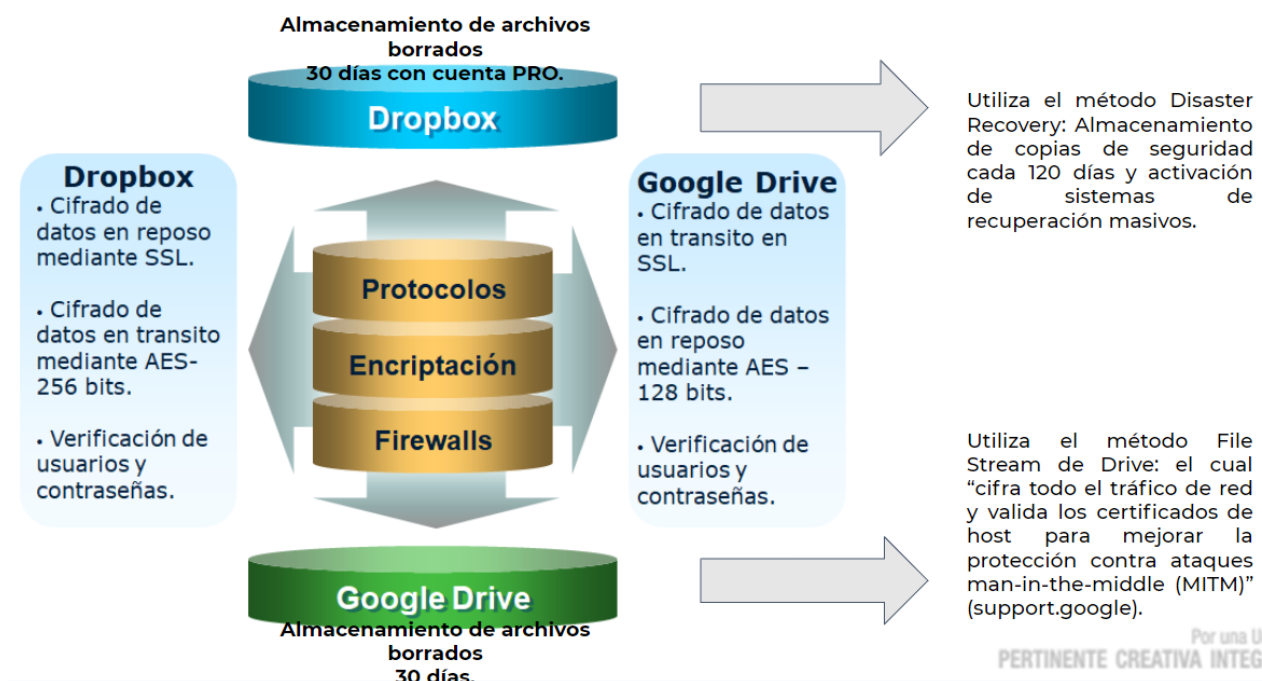 Almacenamiento de archivos
borrados
30 días con cuenta PRO.
Dropbox
Dropbox
• Cifrado de
datos en reposo
mediante SSL.
• Cifrado de
datos en transito
mediante AES-
256 bits.
• Verificación de
usuarios y
contraseñas.
Protocolos
Encriptación
Firewalls
Google Drive
• Cifrado de datos
en transito en
SSL.
• Cifrado de datos
en reposo
mediante AES –
128 bits.
• Verificación de
usuarios y
contraseñas.
Google Drive
Almacenamiento de archivos
borrados
30 días.
Utiliza el método Disaster
Recovery: Almacenamiento
de copias de seguridad
cada 120 días y activación
de sistemas de
recuperación masivos.
Utiliza el método File
Stream de Drive: el cual
“cifra todo el tráfico de red
y valida los certificados de
host para mejorar la
protección contra ataques
man-in-the-middle (MITM)”
(support.google).
Por una U
PERTINENTE CREATIVA INTEG